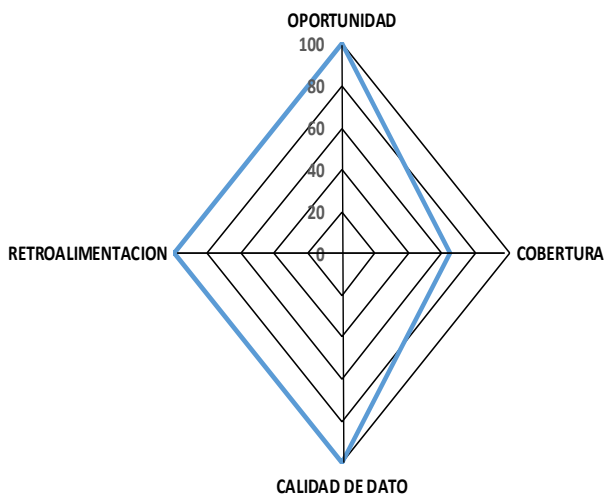 OPORTUNIDAD
100
80
60
40
20
0
RETROALIMENTACION
COBERTURA
CALIDAD DE DATO